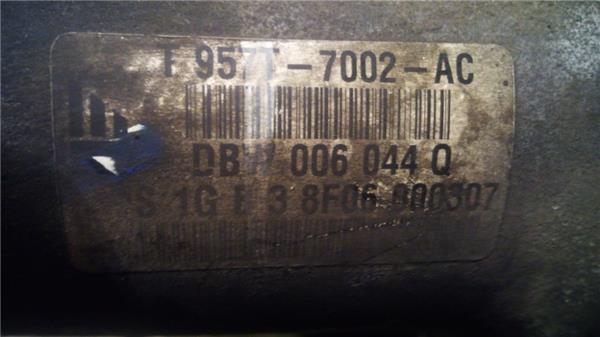 T 957T-7002-AC
DBW 006 044 Q
S 1G E 3 8F06 000307